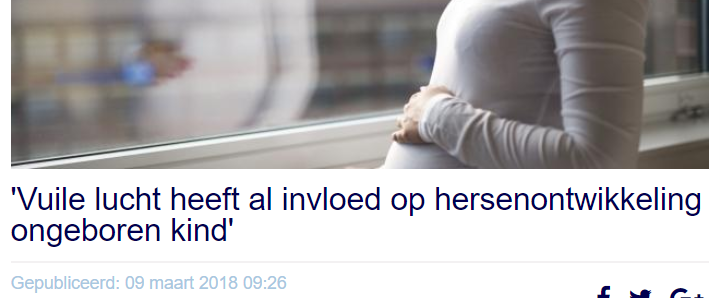 'Vuile lucht heeft al invloed op hersenontwikkeling
ongeboren kind'
Gepubliceerd: 09 maart 2018 09:26